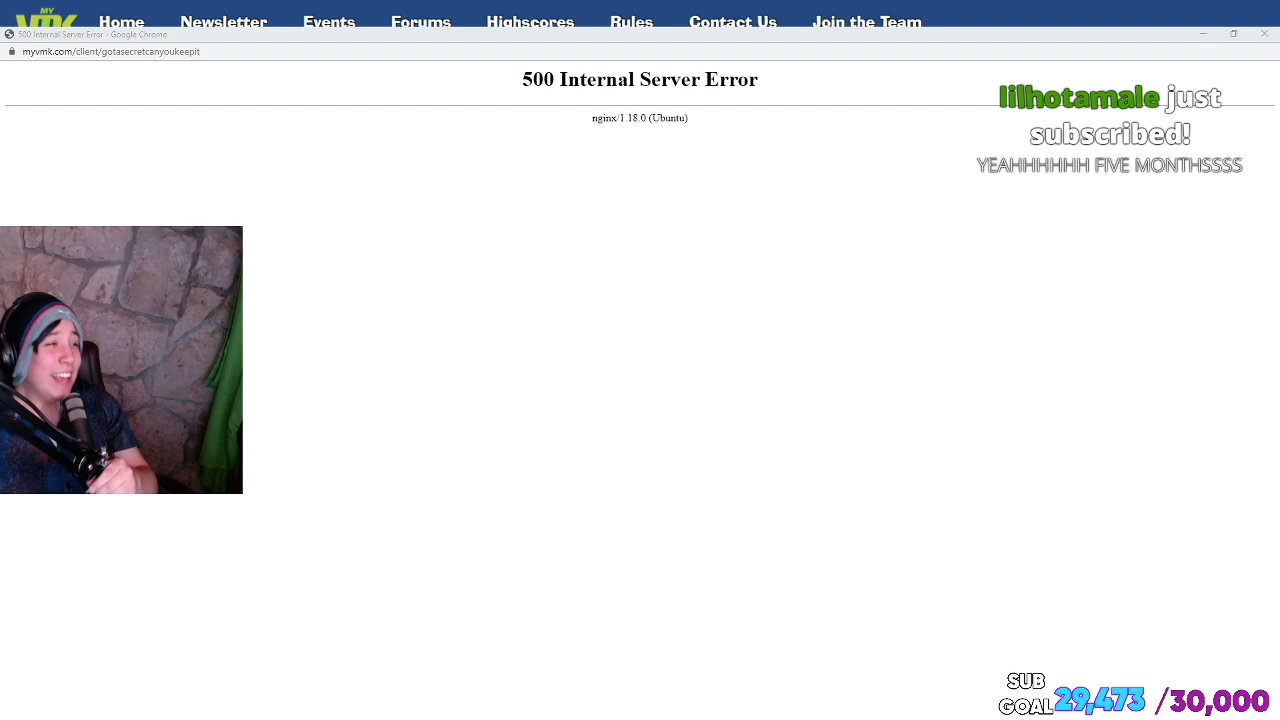 MY
VMK Home Newsletter Events Forums Highscores Rules Contact Us Join the Team
500 Internal Server Error - Google Chrome
myvmk.com/client/gotasecretcanyoukeepit
500 Internal Server Error
nginx/1.18.0 (Ubuntu)
lilhotamale just
subscribed!
YEAHHHHHH FIVE MONTHSSSS
SUB
GOAL 29,473 /30,000